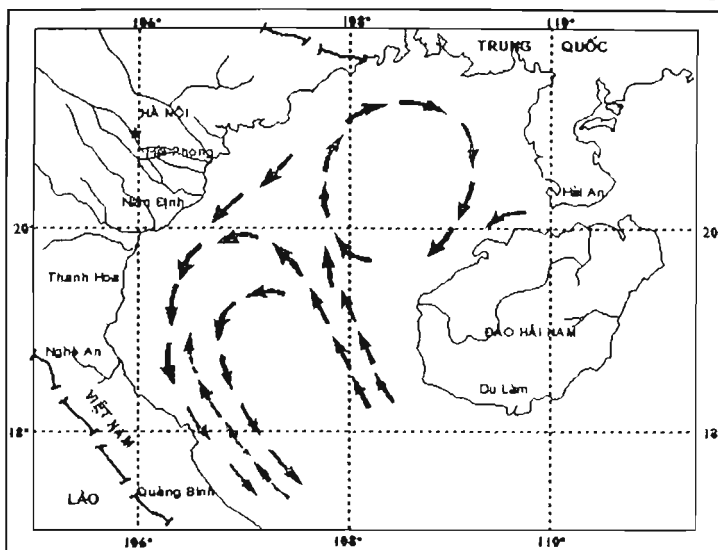 106°
108°
110°
TRUNG QUỐC
HÀ NỘI
Hải Phòng
Nam Định
Hải An
20°
20
Thanh Hoá
ĐẢO HẢI NAM
Nghệ An
Du Lâm
VIỆT NAM
18°
18
LÀO
Quảng Bình
106°
108°
110°